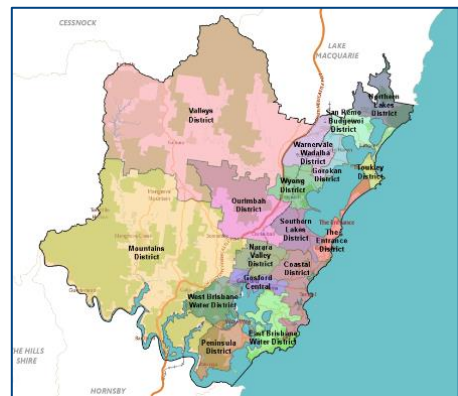 CESSNOCK
LAKE
MACQUARIE
Northern
Lakes
District
San Remo
Budgewoi
District
Valleys
District
Warnervale
Wadalba
District
Gorokan
District
Toukley
District
Wyong
District
Ourimbah
District
Southern
Lakes
District
The Entrance
The
Entrance
District
Mountains
District
Narara
Valley
District
Coastal
District
Gosford
Central
West Brisbane
Water District
East Brisbane
Water District
Peninsula
District
THE HILLS
SHIRE
HORNSBY